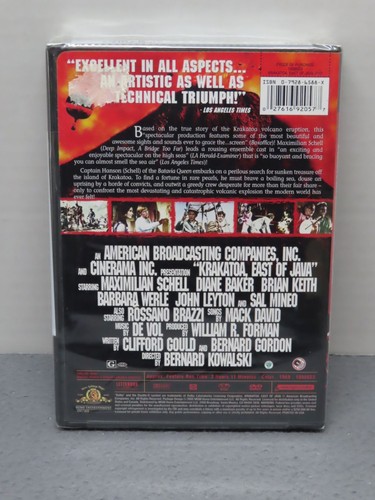 "EXCELLENT IN ALL ASPECTS...
AN ARTISTIC AS WELL AS
TECHNICAL TRIUMPH!"
- LOS ANGELES TIMES
ISBN 0-7928-6388-X
27616 92057
Based on the true story of the Krakatoa volcano eruption, this
"spectacular production features some of the most beautiful and
awesome sights and sounds ever to grace the...screen" (Boxoffice)! Maximilian Schell
(Deep Impact, A Bridge Too Far) leads a rousing ensemble cast in "an exciting and
enjoyable spectacular on the high seas" (LA Herald-Examiner) that is "so buoyant and bracing
you can almost smell the sea air" (Los Angeles Times)!
Captain Hanson (Schell) of the Batavia Queen embarks on a perilous search for sunken treasure off
the island of Krakatoa. To find a fortune in rare pearls, he must brave a boiling sea, douse an
uprising by a horde of convicts, and outwit a greedy crew desperate for more than their fair share –
only to confront the most devastating and catastrophic volcanic explosion the modern world has
ever felt!
AN AMERICAN BROADCASTING COMPANIES, INC.
AND CINERAMA INC. PRESENTATION "KRAKATOA, EAST OF JAVA"
STARRING MAXIMILIAN SCHELL DIANE BAKER BRIAN KEITH
BARBARA WERLE JOHN LEYTON AND SAL MINEO
ALSO STARRING ROSSANO BRAZZI SONGS BY MACK DAVID
MUSIC BY DE VOL PRODUCED BY WILLIAM R. FORMAN
WRITTEN BY CLIFFORD GOULD AND BERNARD GORDON
DIRECTED BY BERNARD KOWALSKI
G